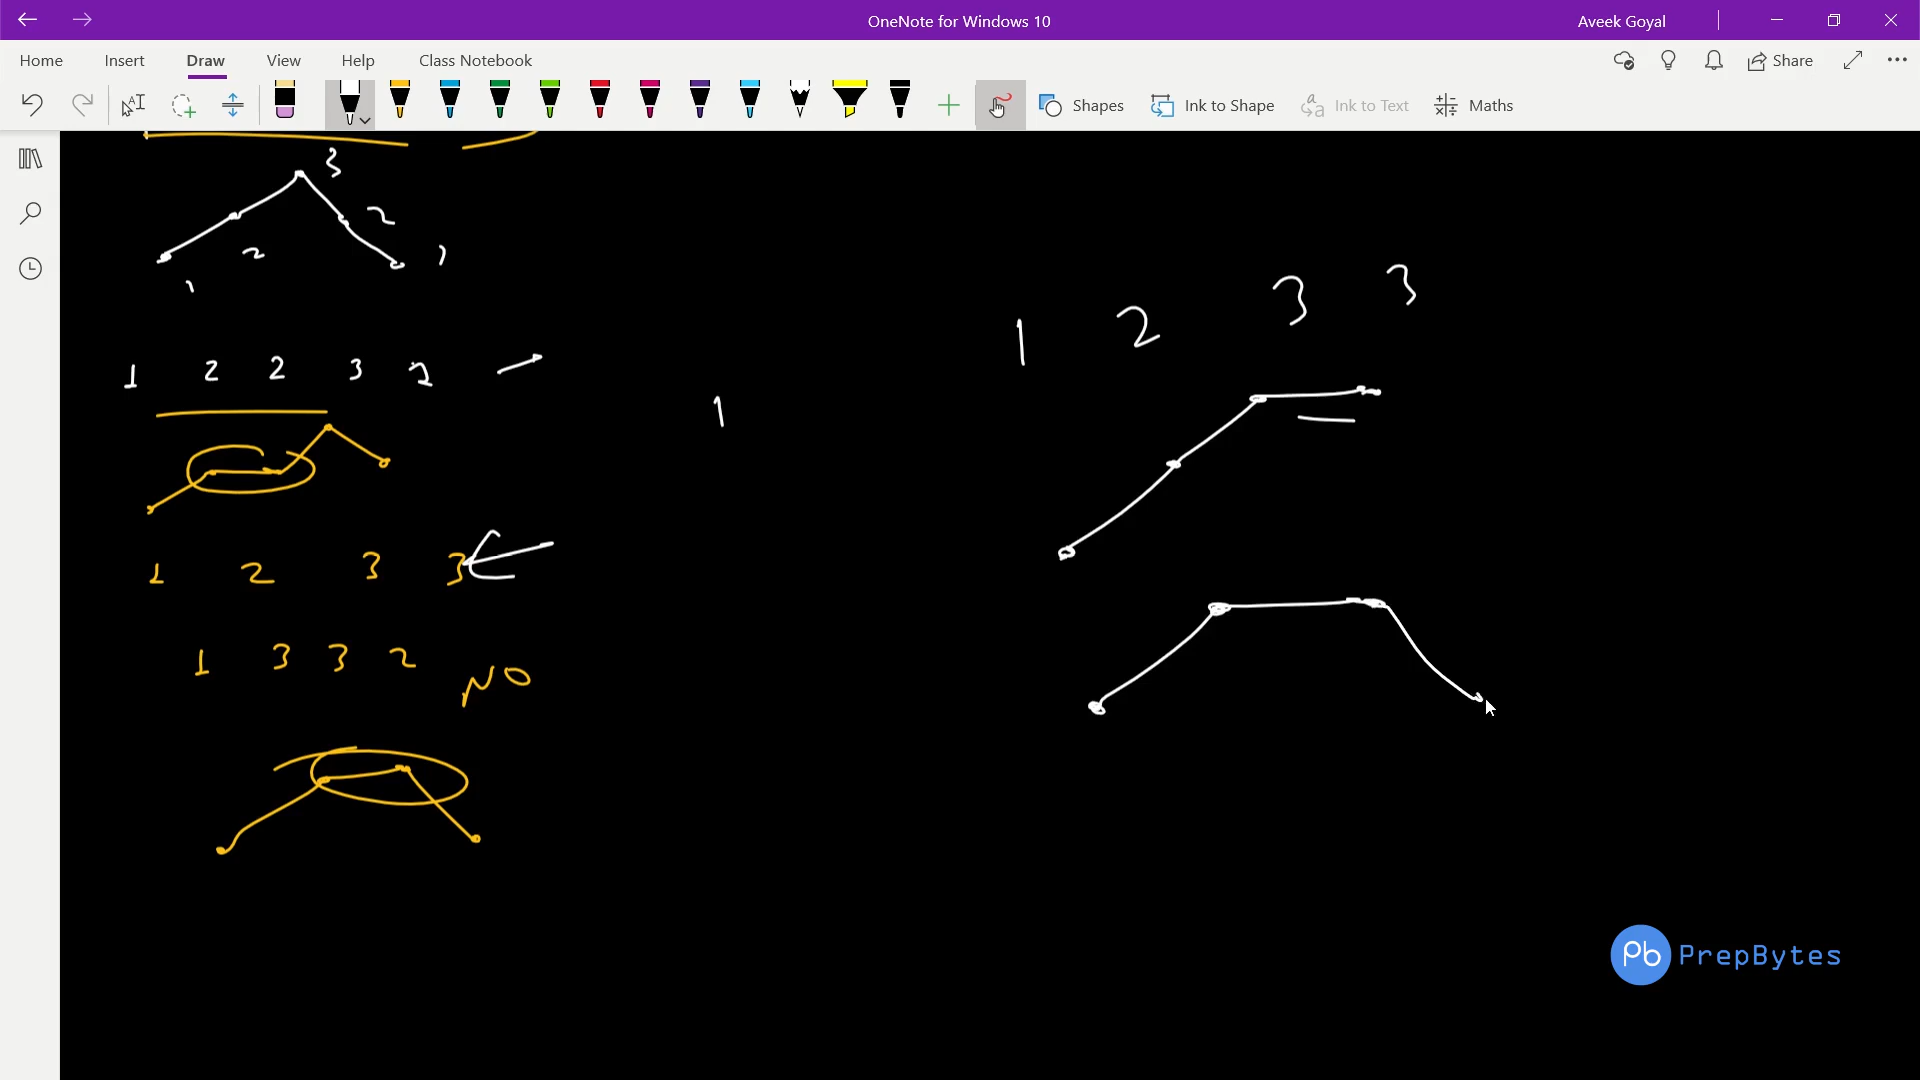 OneNote for Windows 10
Aveek Goyal
Home Insert Draw View Help Class Notebook
Share
Shapes Ink to Shape Ink to Text Maths
3
2 2
1 1
1 2 2 3 2
1
1 2 3 3
1 2 3 3
1 3 3 2 NO
Pb PrepBytes